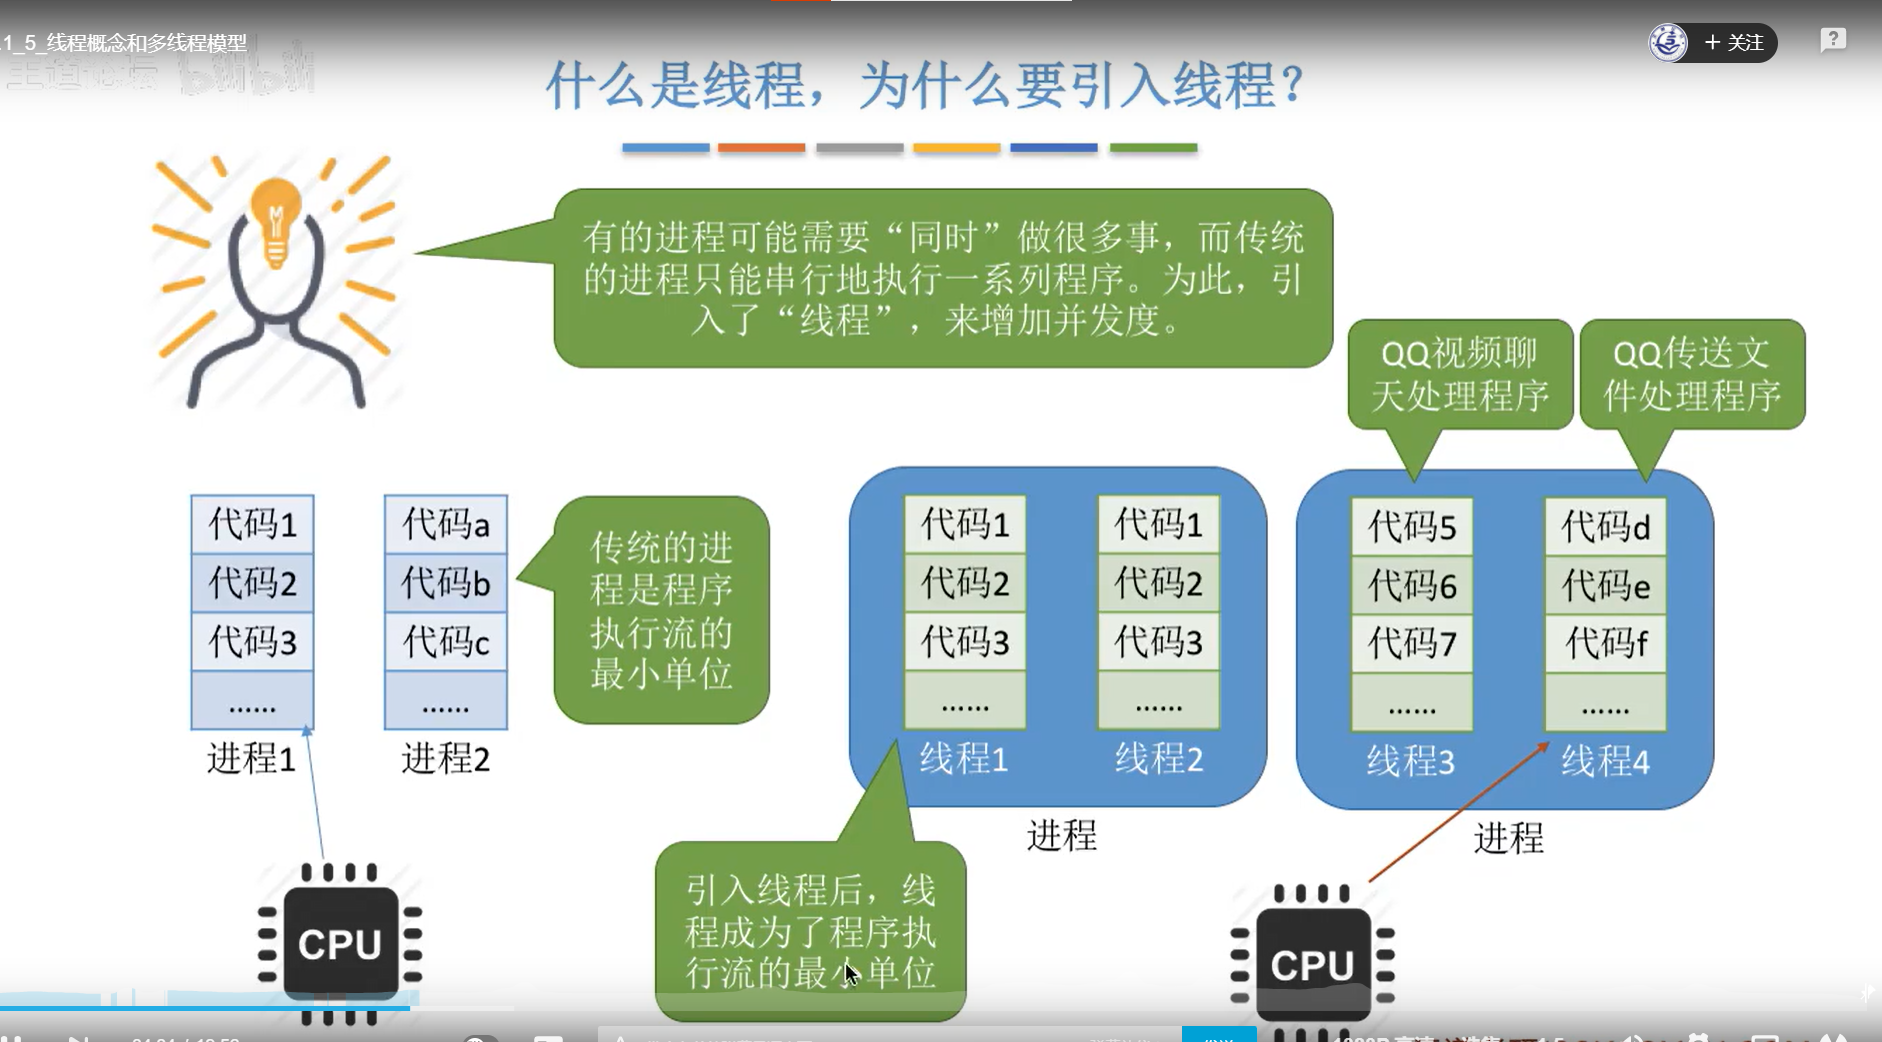 .1_5_线程概念和多线程模型
王道论坛 bilibili
+ 关注
什么是线程，为什么要引入线程？
有的进程可能需要“同时”做很多事，而传统
的进程只能串行地执行一系列程序。为此，引
入了“线程”，来增加并发度。
QQ视频聊
天处理程序
QQ传送文
件处理程序
代码1
代码2
代码3
……
进程1
代码a
代码b
代码c
……
进程2
传统的进
程是程序
执行流的
最小单位
代码1
代码2
代码3
……
线程1
代码1
代码2
代码3
……
线程2
进程
代码5
代码6
代码7
……
线程3
代码d
代码e
代码f
……
线程4
进程
引入线程后，线
程成为了程序执
行流的最小单位
CPU
CPU